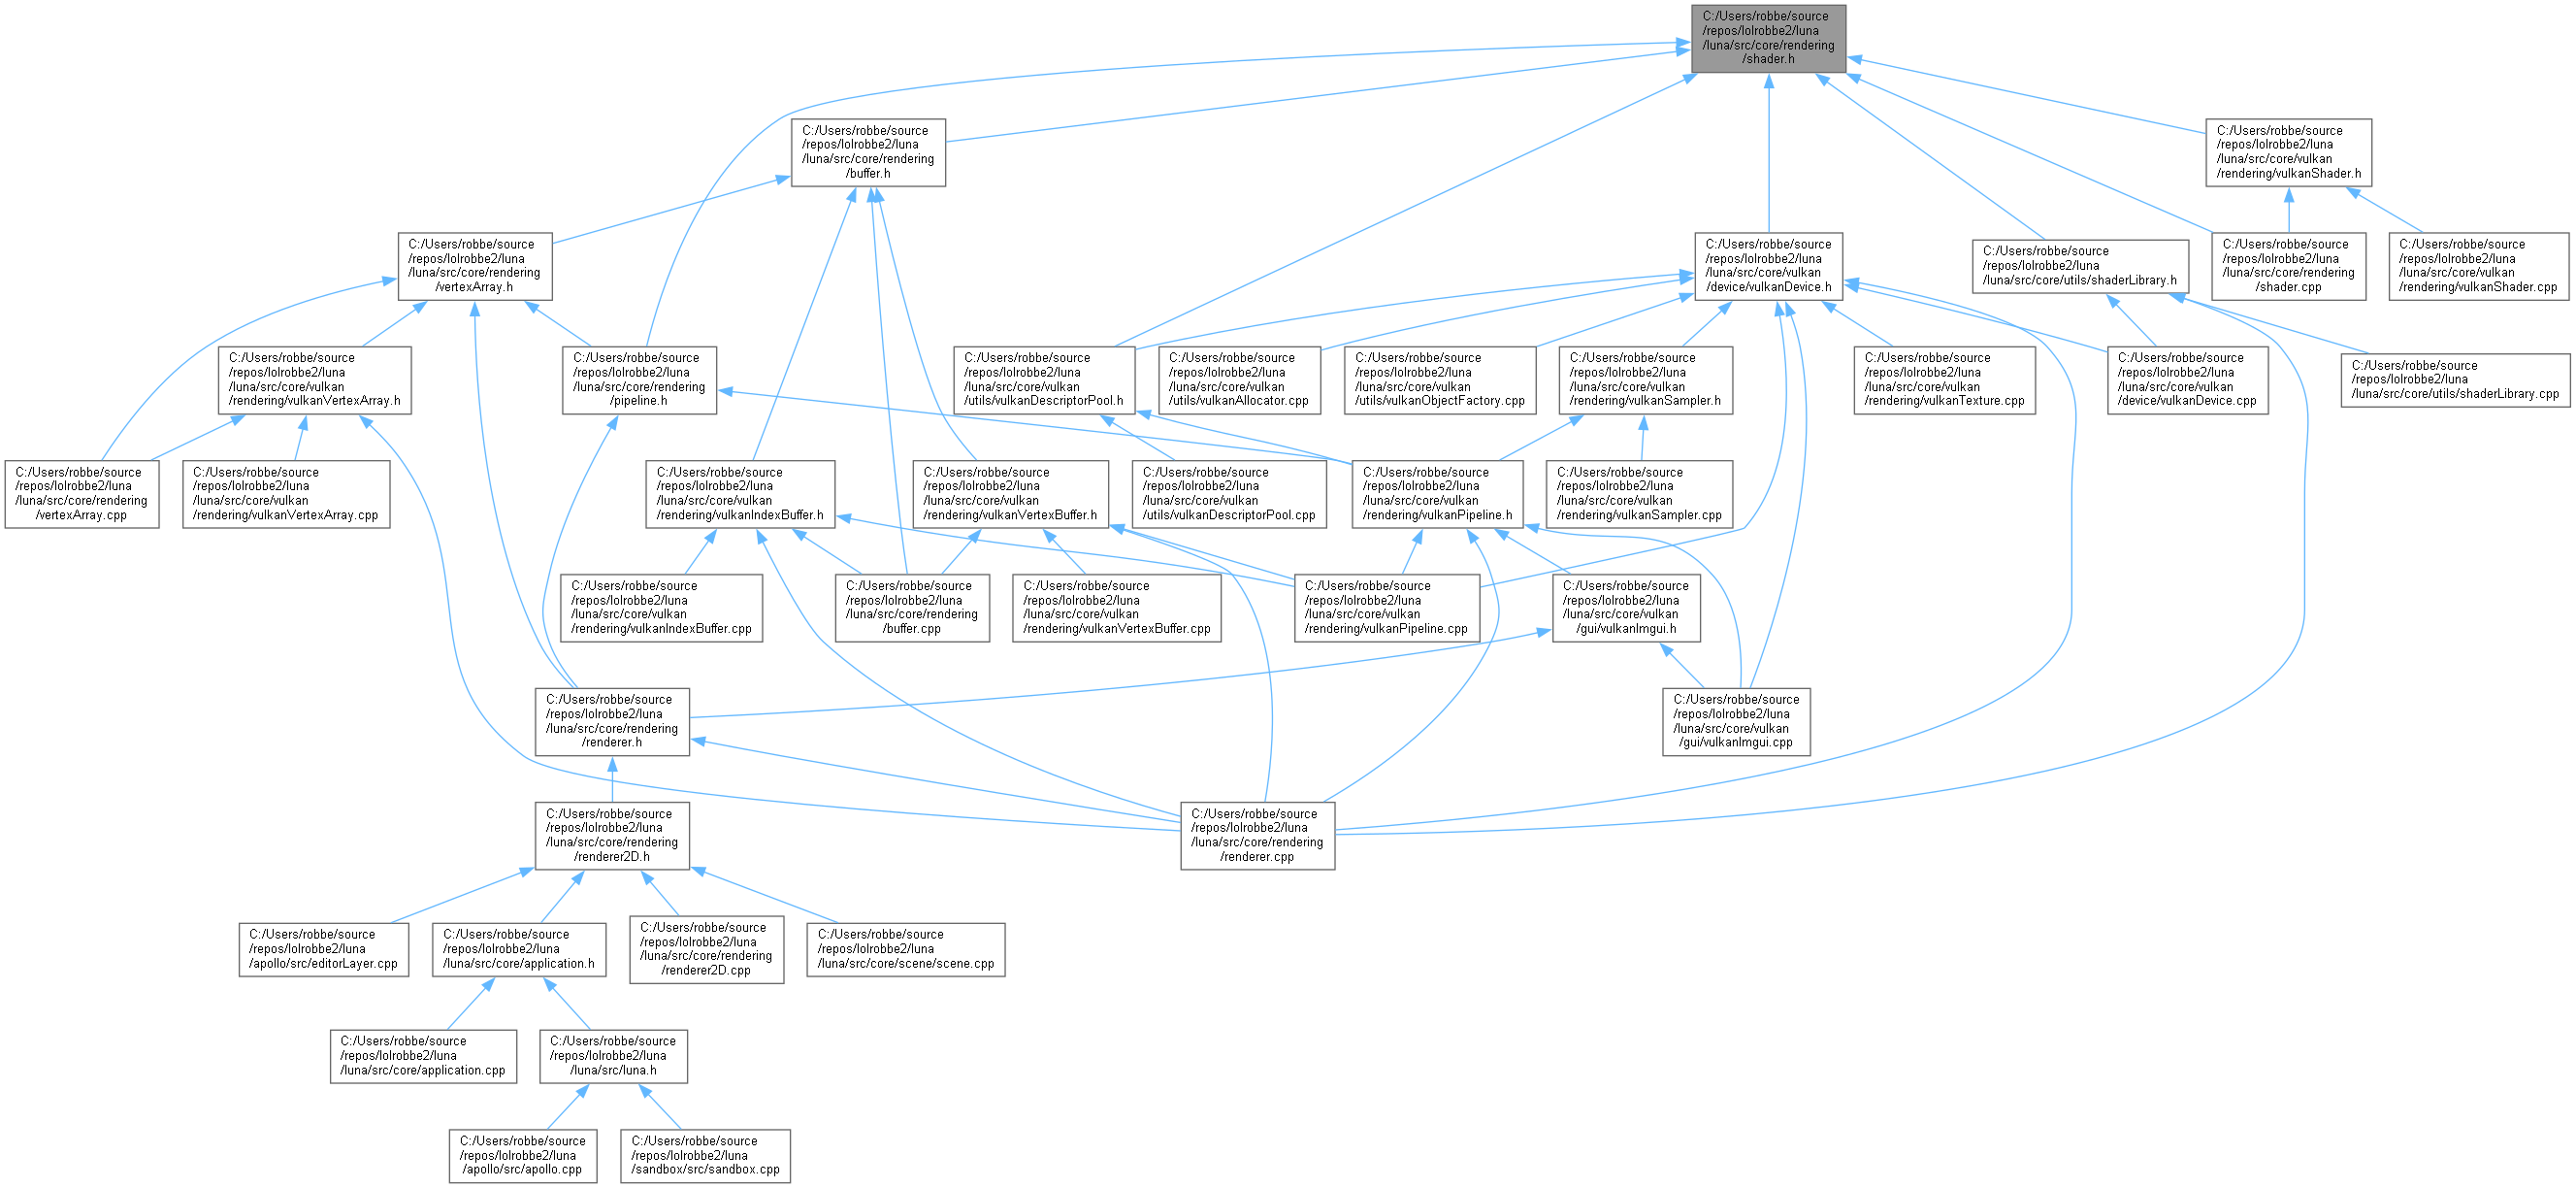 C:/Users/robbe/source
/repos/lolrobbe2/luna
/luna/src/core/rendering
/shader.h
C:/Users/robbe/source
/repos/lolrobbe2/luna
/luna/src/core/rendering
/buffer.h
C:/Users/robbe/source
/repos/lolrobbe2/luna
/luna/src/core/vulkan
/rendering/vulkanShader.h
C:/Users/robbe/source
/repos/lolrobbe2/luna
/luna/src/core/rendering
/vertexArray.h
C:/Users/robbe/source
/repos/lolrobbe2/luna
/luna/src/core/vulkan
/device/vulkanDevice.h
C:/Users/robbe/source
/repos/lolrobbe2/luna
/luna/src/core/utils/shaderLibrary.h
C:/Users/robbe/source
/repos/lolrobbe2/luna
/luna/src/core/rendering
/shader.cpp
C:/Users/robbe/source
/repos/lolrobbe2/luna
/luna/src/core/vulkan
/rendering/vulkanShader.cpp
C:/Users/robbe/source
/repos/lolrobbe2/luna
/luna/src/core/vulkan
/rendering/vulkanVertexArray.h
C:/Users/robbe/source
/repos/lolrobbe2/luna
/luna/src/core/rendering
/pipeline.h
C:/Users/robbe/source
/repos/lolrobbe2/luna
/luna/src/core/vulkan
/utils/vulkanDescriptorPool.h
C:/Users/robbe/source
/repos/lolrobbe2/luna
/luna/src/core/vulkan
/utils/vulkanAllocator.cpp
C:/Users/robbe/source
/repos/lolrobbe2/luna
/luna/src/core/vulkan
/utils/vulkanObjectFactory.cpp
C:/Users/robbe/source
/repos/lolrobbe2/luna
/luna/src/core/vulkan
/rendering/vulkanSampler.h
C:/Users/robbe/source
/repos/lolrobbe2/luna
/luna/src/core/vulkan
/rendering/vulkanTexture.cpp
C:/Users/robbe/source
/repos/lolrobbe2/luna
/luna/src/core/vulkan
/device/vulkanDevice.cpp
C:/Users/robbe/source
/repos/lolrobbe2/luna
/luna/src/core/utils/shaderLibrary.cpp
C:/Users/robbe/source
/repos/lolrobbe2/luna
/luna/src/core/rendering
/vertexArray.cpp
C:/Users/robbe/source
/repos/lolrobbe2/luna
/luna/src/core/vulkan
/rendering/vulkanVertexArray.cpp
C:/Users/robbe/source
/repos/lolrobbe2/luna
/luna/src/core/vulkan
/rendering/vulkanIndexBuffer.h
C:/Users/robbe/source
/repos/lolrobbe2/luna
/luna/src/core/vulkan
/rendering/vulkanVertexBuffer.h
C:/Users/robbe/source
/repos/lolrobbe2/luna
/luna/src/core/vulkan
/utils/vulkanDescriptorPool.cpp
C:/Users/robbe/source
/repos/lolrobbe2/luna
/luna/src/core/vulkan
/rendering/vulkanPipeline.h
C:/Users/robbe/source
/repos/lolrobbe2/luna
/luna/src/core/vulkan
/rendering/vulkanSampler.cpp
C:/Users/robbe/source
/repos/lolrobbe2/luna
/luna/src/core/vulkan
/rendering/vulkanIndexBuffer.cpp
C:/Users/robbe/source
/repos/lolrobbe2/luna
/luna/src/core/rendering
/buffer.cpp
C:/Users/robbe/source
/repos/lolrobbe2/luna
/luna/src/core/vulkan
/rendering/vulkanVertexBuffer.cpp
C:/Users/robbe/source
/repos/lolrobbe2/luna
/luna/src/core/vulkan
/rendering/vulkanPipeline.cpp
C:/Users/robbe/source
/repos/lolrobbe2/luna
/luna/src/core/vulkan
/gui/vulkanImgui.h
C:/Users/robbe/source
/repos/lolrobbe2/luna
/luna/src/core/rendering
/renderer.h
C:/Users/robbe/source
/repos/lolrobbe2/luna
/luna/src/core/vulkan
/gui/vulkanImgui.cpp
C:/Users/robbe/source
/repos/lolrobbe2/luna
/luna/src/core/rendering
/renderer2D.h
C:/Users/robbe/source
/repos/lolrobbe2/luna
/luna/src/core/rendering
/renderer.cpp
C:/Users/robbe/source
/repos/lolrobbe2/luna
/apollo/src/editorLayer.cpp
C:/Users/robbe/source
/repos/lolrobbe2/luna
/luna/src/core/application.h
C:/Users/robbe/source
/repos/lolrobbe2/luna
/luna/src/core/rendering
/renderer2D.cpp
C:/Users/robbe/source
/repos/lolrobbe2/luna
/luna/src/core/scene/scene.cpp
C:/Users/robbe/source
/repos/lolrobbe2/luna
/luna/src/core/application.cpp
C:/Users/robbe/source
/repos/lolrobbe2/luna
/luna/src/luna.h
C:/Users/robbe/source
/repos/lolrobbe2/luna
/apollo/src/apollo.cpp
C:/Users/robbe/source
/repos/lolrobbe2/luna
/sandbox/src/sandbox.cpp